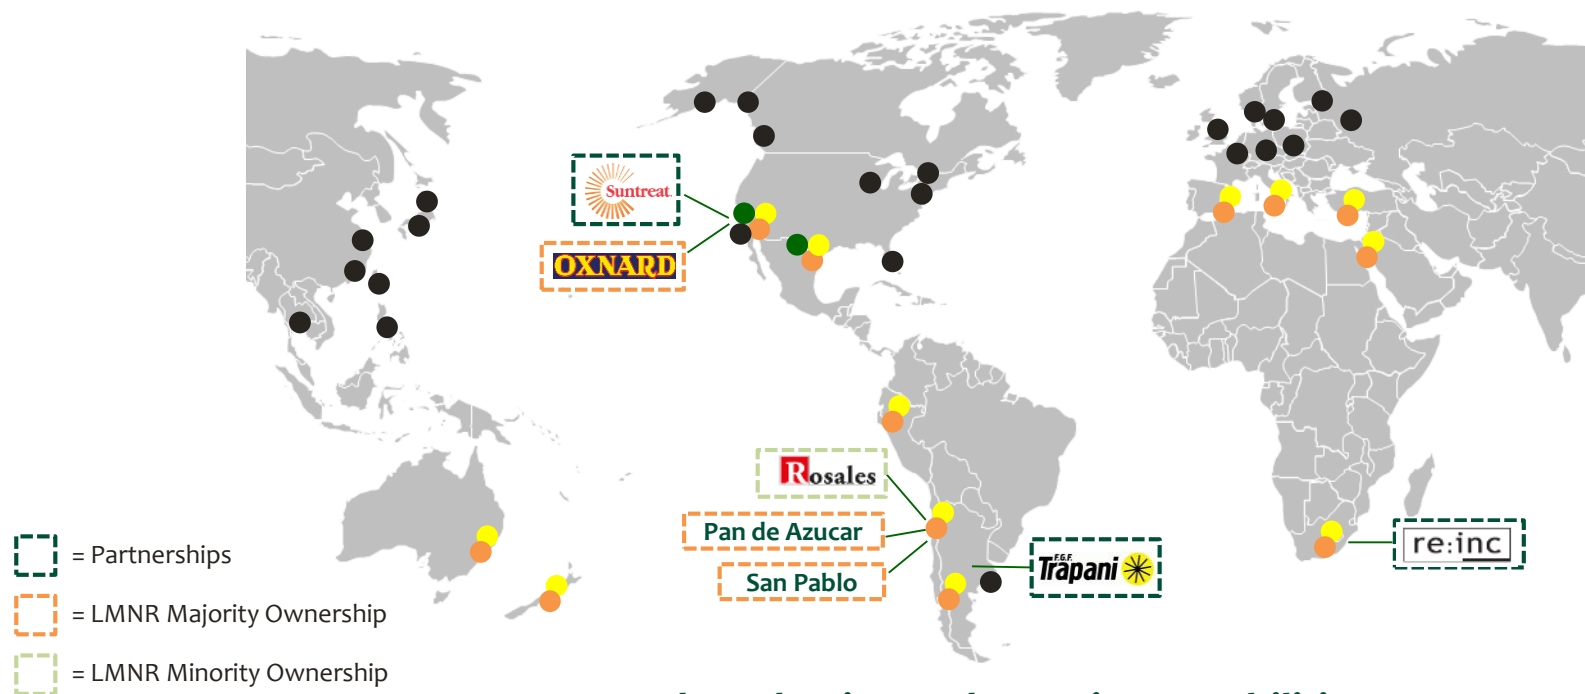 Suntreat
OXNARD
Rosales
Pan de Azucar
San Pablo
F.G.F.
Trapani
re:inc
= Partnerships
= LMNR Majority Ownership
= LMNR Minority Ownership